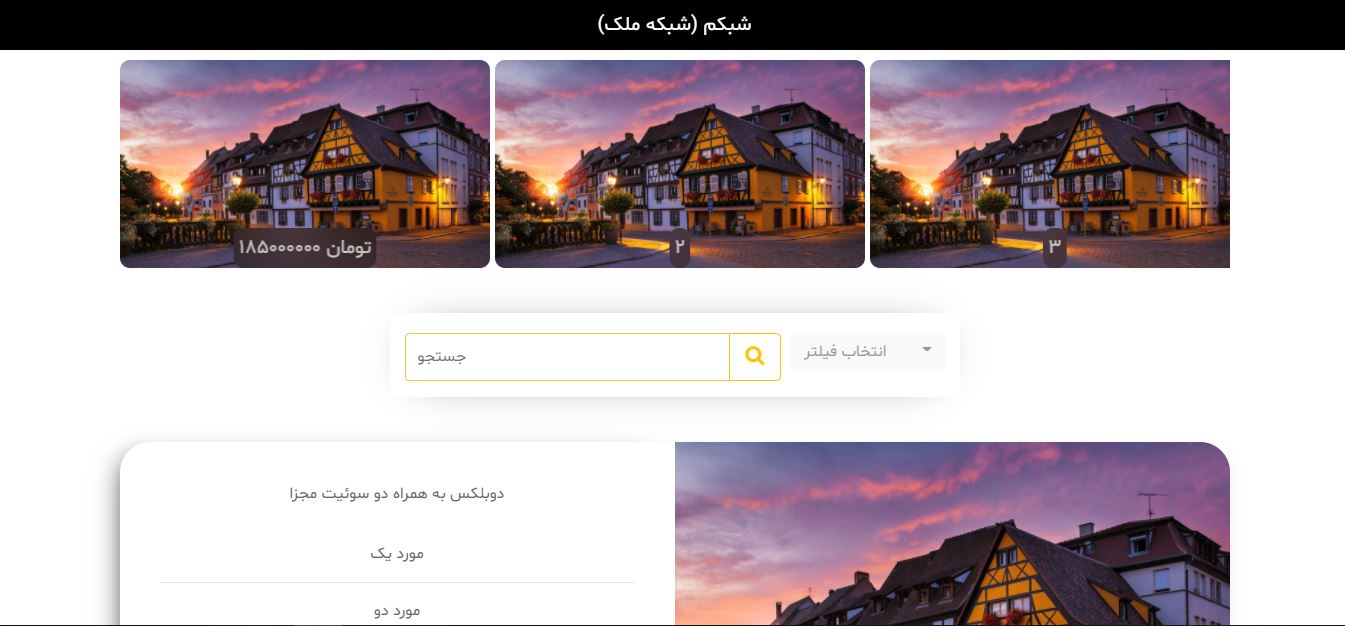 شبکم (شبکه ملک)
۱۸۵۰۰۰۰۰۰ تومان
۲
۳
جستجو
انتخاب فیلتر
دوبلکس به همراه دو سوئیت مجزا
مورد یک
مورد دو